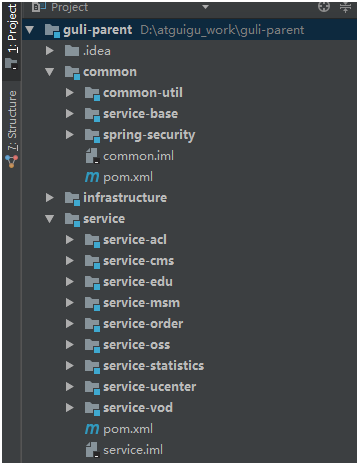 1: Project
7: Structure
Project
guli-parent D:\atguigu_work\guli-parent
.idea
common
common-util
service-base
spring-security
common.iml
pom.xml
infrastructure
service
service-acl
service-cms
service-edu
service-msm
service-order
service-oss
service-statistics
service-ucenter
service-vod
pom.xml
service.iml